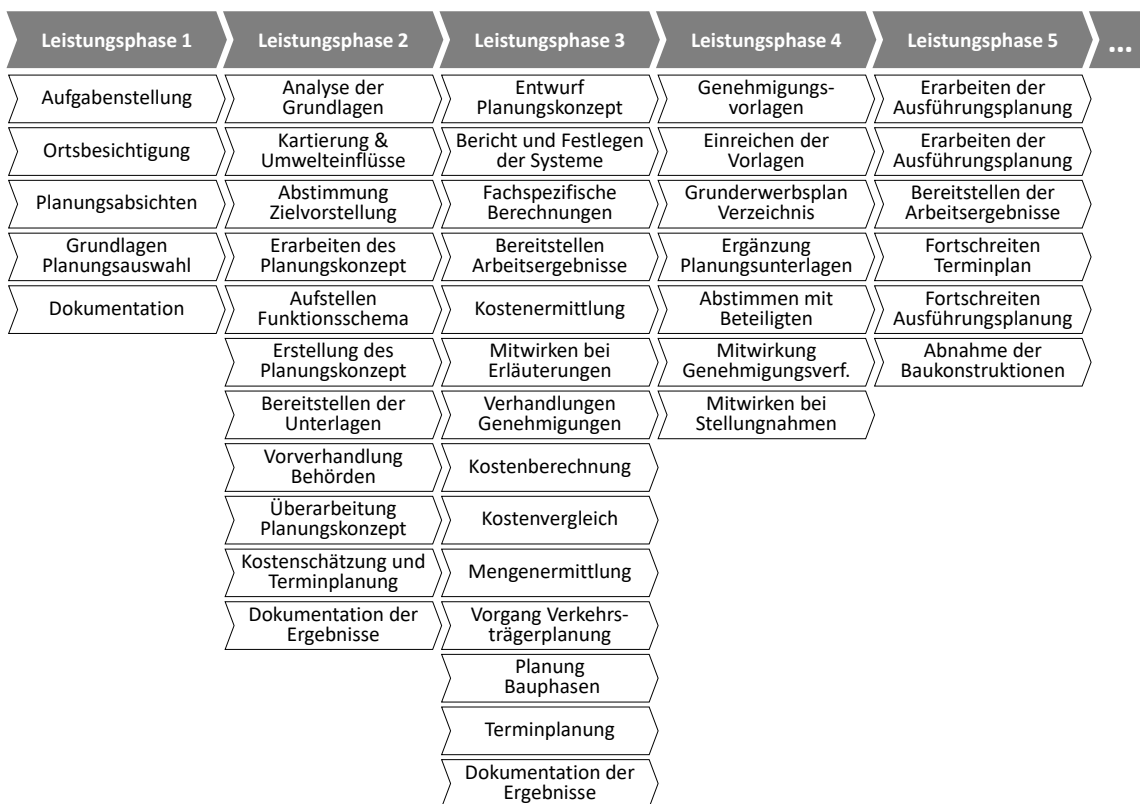 Leistungsphase 1
Leistungsphase 2
Leistungsphase 3
Leistungsphase 4
Leistungsphase 5
...
Aufgabenstellung
Ortsbesichtigung
Planungsabsichten
Grundlagen
Planungsauswahl
Dokumentation
Analyse der
Grundlagen
Kartierung &
Umwelteinflüsse
Abstimmung
Zielvorstellung
Erarbeiten des
Planungskonzept
Aufstellen
Funktionsschema
Erstellung des
Planungskonzept
Bereitstellen der
Unterlagen
Vorverhandlung
Behörden
Überarbeitung
Planungskonzept
Kostenschätzung und
Terminplanung
Dokumentation der
Ergebnisse
Entwurf
Planungskonzept
Bericht und Festlegen
der Systeme
Fachspezifische
Berechnungen
Bereitstellen
Arbeitsergebnisse
Kostenermittlung
Mitwirken bei
Erläuterungen
Verhandlungen
Genehmigungen
Kostenberechnung
Kostenvergleich
Mengenermittlung
Vorgang Verkehrs-
trägerplanung
Planung
Bauphasen
Terminplanung
Dokumentation der
Ergebnisse
Genehmigungs-
vorlagen
Einreichen der
Vorlagen
Grunderwerbsplan
Verzeichnis
Ergänzung
Planungsunterlagen
Abstimmen mit
Beteiligten
Mitwirkung
Genehmigungsverf.
Mitwirken bei
Stellungnahmen
Erarbeiten der
Ausführungsplanung
Erarbeiten der
Ausführungsplanung
Bereitstellen der
Arbeitsergebnisse
Fortschreiten
Terminplan
Fortschreiten
Ausführungsplanung
Abnahme der
Baukonstruktionen